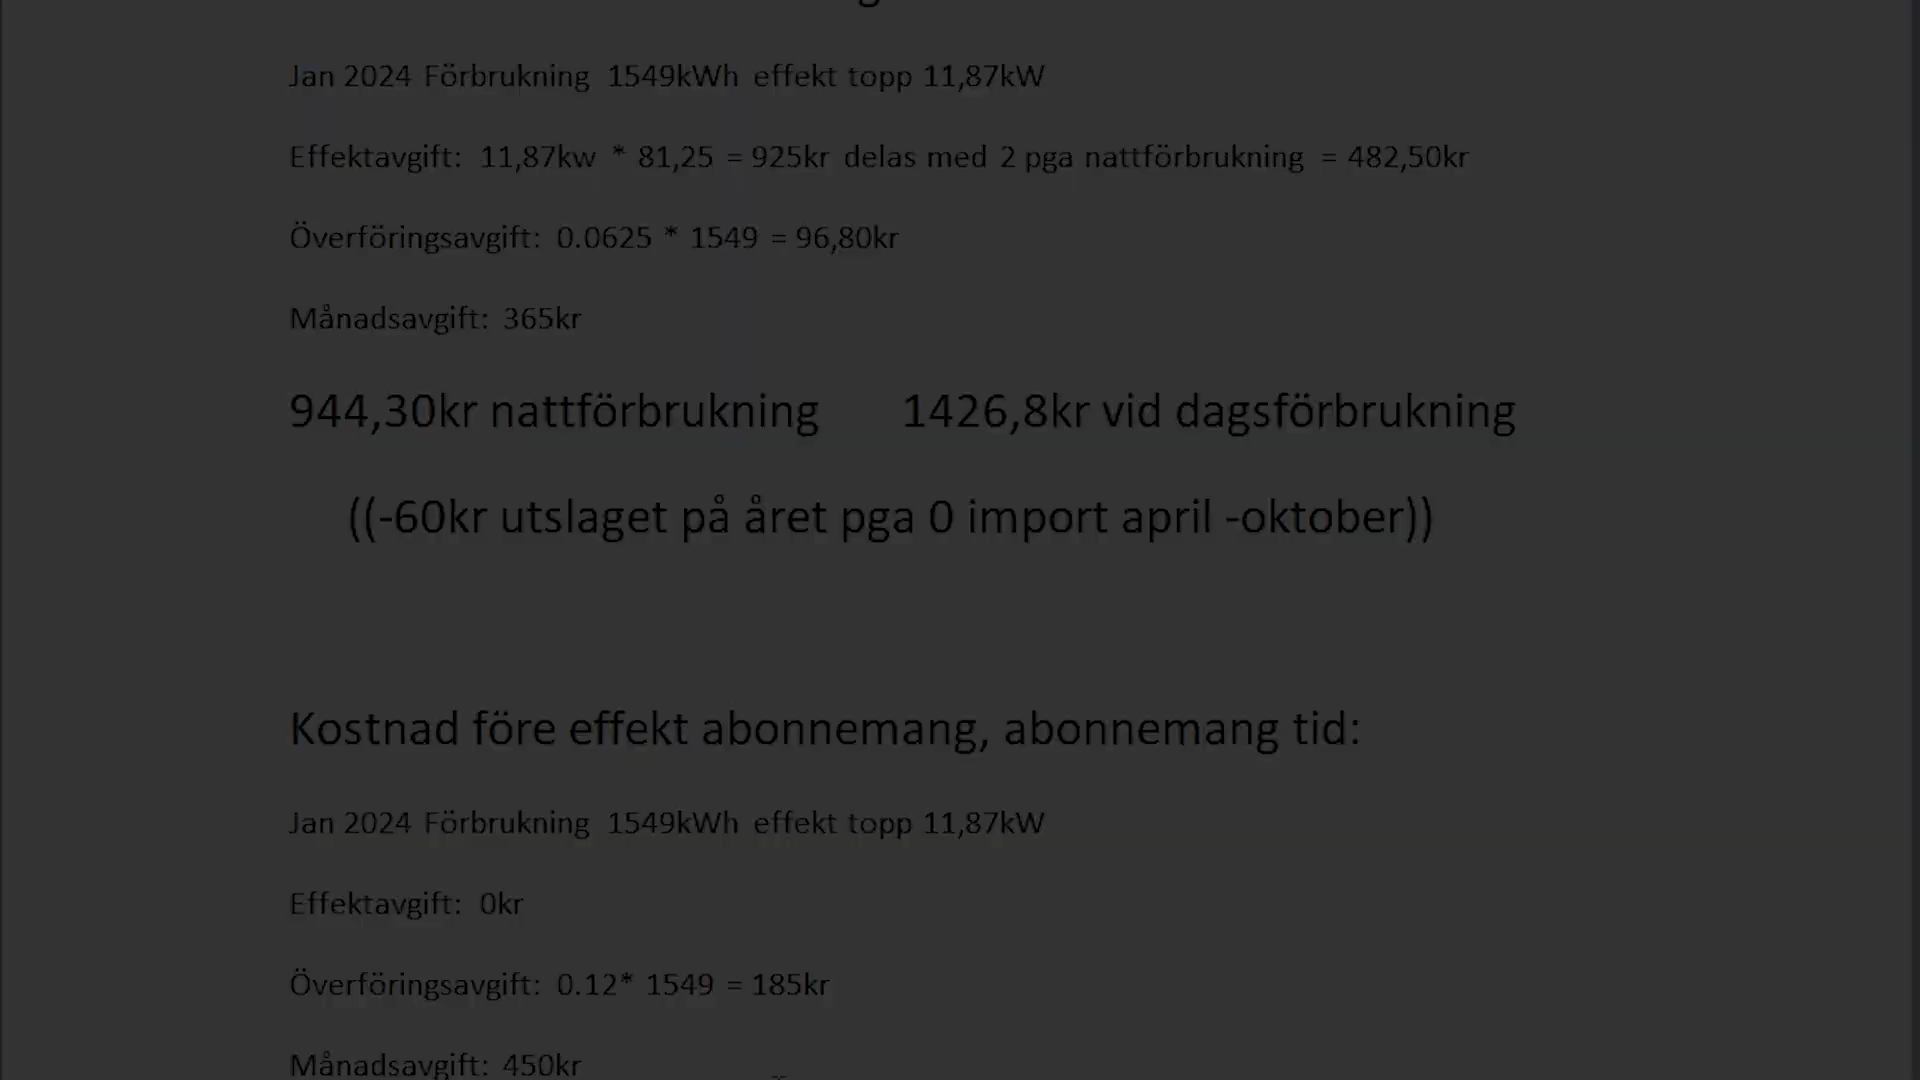 Jan 2024 Förbrukning 1549kWh effekt topp 11,87kW
Effektavgift: 11,87kw * 81,25 = 925kr delas med 2 pga nattförbrukning = 482,50kr
Överföringsavgift: 0.0625 * 1549 = 96,80kr
Månadsavgift: 365kr
944,30kr nattförbrukning 1426,8kr vid dagsförbrukning
((-60kr utslaget på året pga 0 import april -oktober))
Kostnad före effekt abonnemang, abonnemang tid:
Jan 2024 Förbrukning 1549kWh effekt topp 11,87kW
Effektavgift: 0kr
Överföringsavgift: 0.12* 1549 = 185kr
Månadsavgift: 450kr